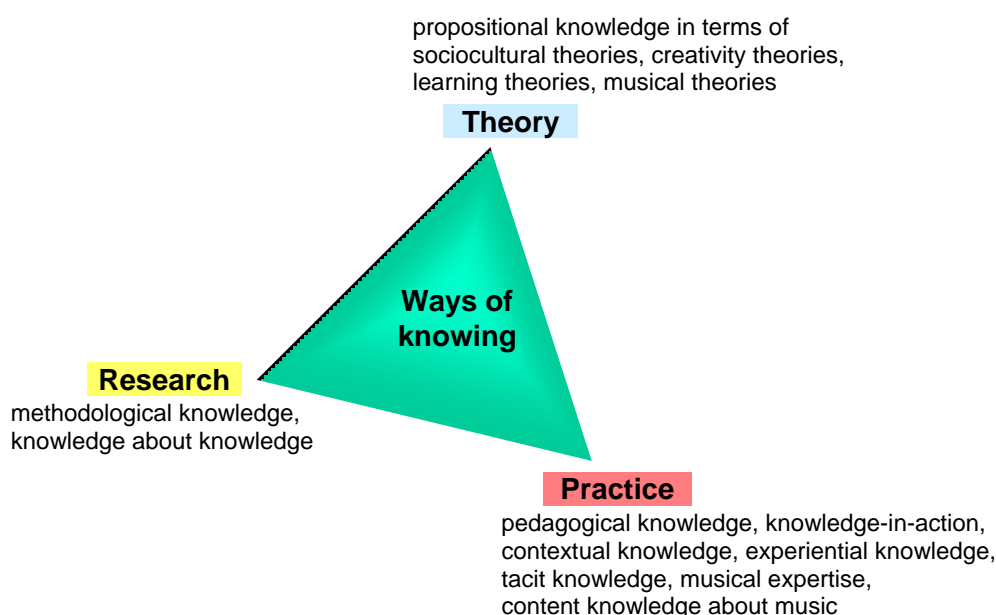 propositional knowledge in terms of
sociocultural theories, creativity theories,
learning theories, musical theories
Theory
Ways of
knowing
Research
methodological knowledge,
knowledge about knowledge
Practice
pedagogical knowledge, knowledge-in-action,
contextual knowledge, experiential knowledge,
tacit knowledge, musical expertise,
content knowledge about music